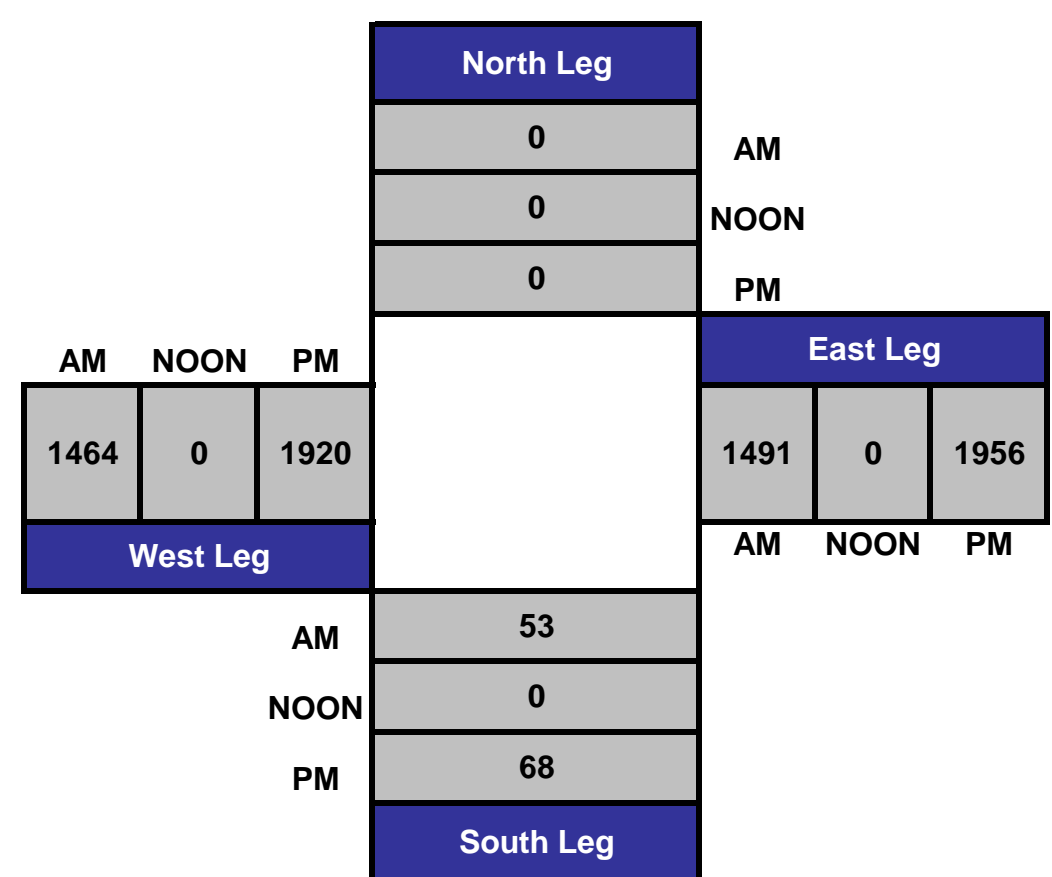 North Leg
0 AM
0 NOON
0 PM
East Leg
AM NOON PM
1464 0 1920
1491 0 1956
West Leg
AM NOON PM
AM 53
NOON 0
PM 68
South Leg